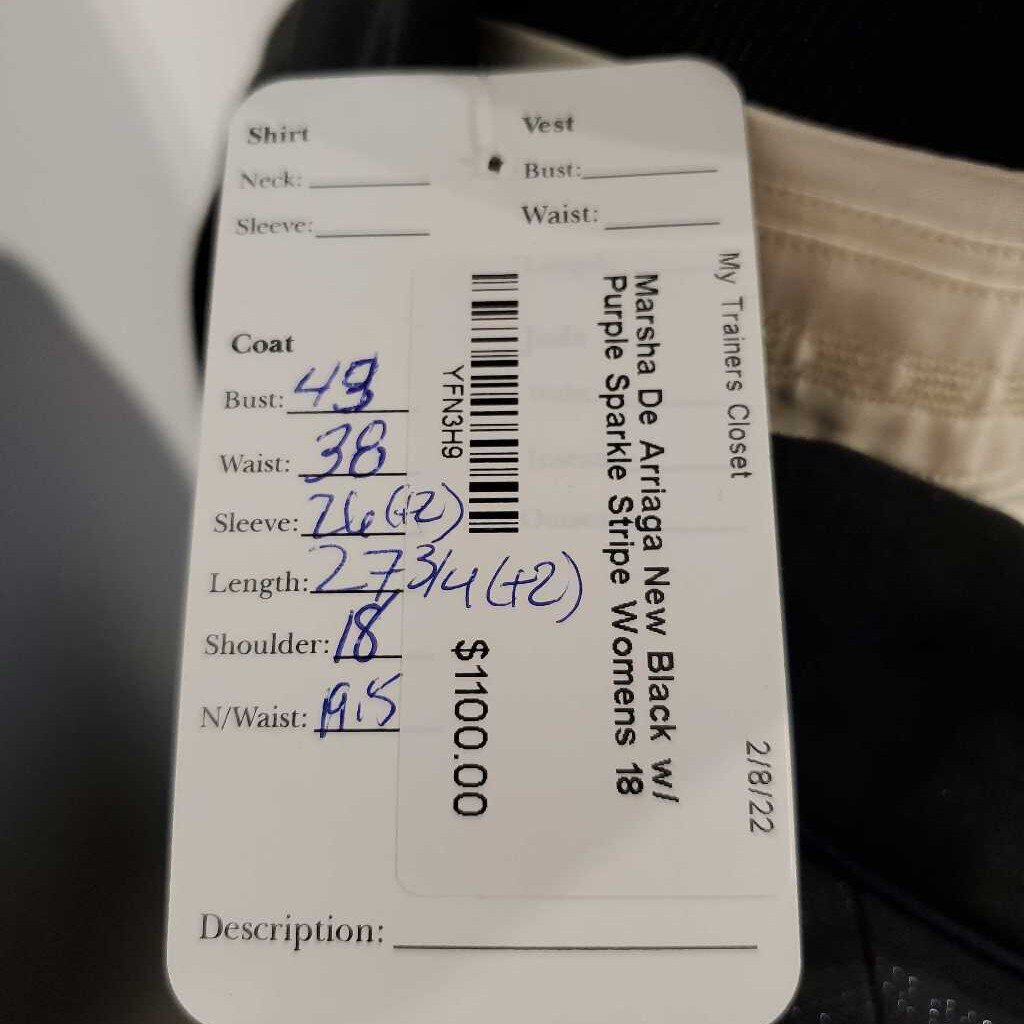 Shirt
Neck:
Sleeve:
Vest
Bust:
Waist:
Coat
Bust:
Waist: 38
Sleeve: 26 (+2)
Length: 27 3/4 (+2)
Shoulder: 18
N/Waist: 19.5
Description:
My Trainers Closet
2/8/22
Marsha De Arriaga New Black w/
Purple Sparkle Stripe Womens 18
YFN3H9
$1100.00